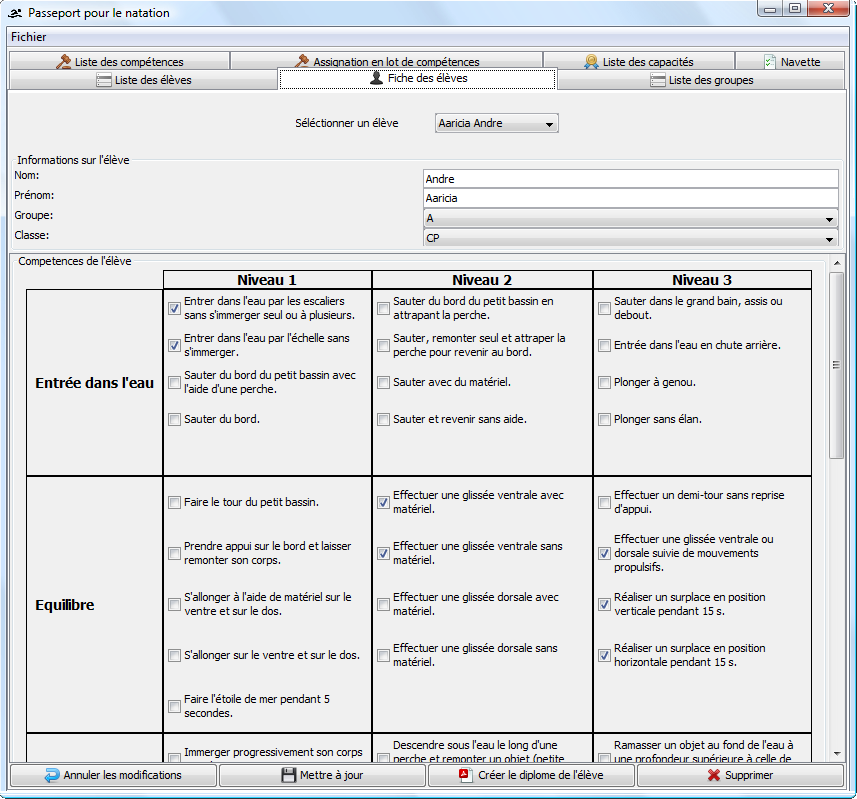 Passeport pour le natation
Fichier
Liste des compétences
Assignation en lot de compétences
Liste des capacités
Navette
Liste des élèves
Fiche des élèves
Liste des groupes
Séléctionner un élève
Aaricia Andre
Informations sur l'élève
Nom:
Andre
Prénom:
Aaricia
Groupe:
A
Classe:
CP
Competences de l'élève
Niveau 1
Niveau 2
Niveau 3
Entrée dans l'eau
Entrer dans l'eau par les escaliers
sans s'immerger seul ou à plusieurs.
Entrer dans l'eau par l'échelle sans
s'immerger.
Sauter du bord du petit bassin avec
l'aide d'une perche.
Sauter du bord.
Sauter du bord du petit bassin en
attrapant la perche.
Sauter, remonter seul et attraper la
perche pour revenir au bord.
Sauter avec du matériel.
Sauter et revenir sans aide.
Sauter dans le grand bain, assis ou
debout.
Entrée dans l'eau en chute arrière.
Plonger à genou.
Plonger sans élan.
Equilibre
Faire le tour du petit bassin.
Prendre appui sur le bord et laisser
remonter son corps.
S'allonger à l'aide de matériel sur le
ventre et sur le dos.
S'allonger sur le ventre et sur le dos.
Faire l'étoile de mer pendant 5
secondes.
Effectuer une glissée ventrale avec
matériel.
Effectuer une glissée ventrale sans
matériel.
Effectuer une glissée dorsale avec
matériel.
Effectuer une glissée dorsale sans
matériel.
Effectuer un demi-tour sans reprise
d'appui.
Effectuer une glissée ventrale ou
dorsale suivie de mouvements
propulsifs.
Réaliser un surplace en position
verticale pendant 15 s.
Réaliser un surplace en position
horizontale pendant 15 s.
Immerger progressivement son corps
Descendre sous l'eau le long d'une
perche et remonter un objet (petite
Ramasser un objet au fond de l'eau à
une profondeur supérieure à celle de
Annuler les modifications
Mettre à jour
Créer le diplome de l'élève
Supprimer